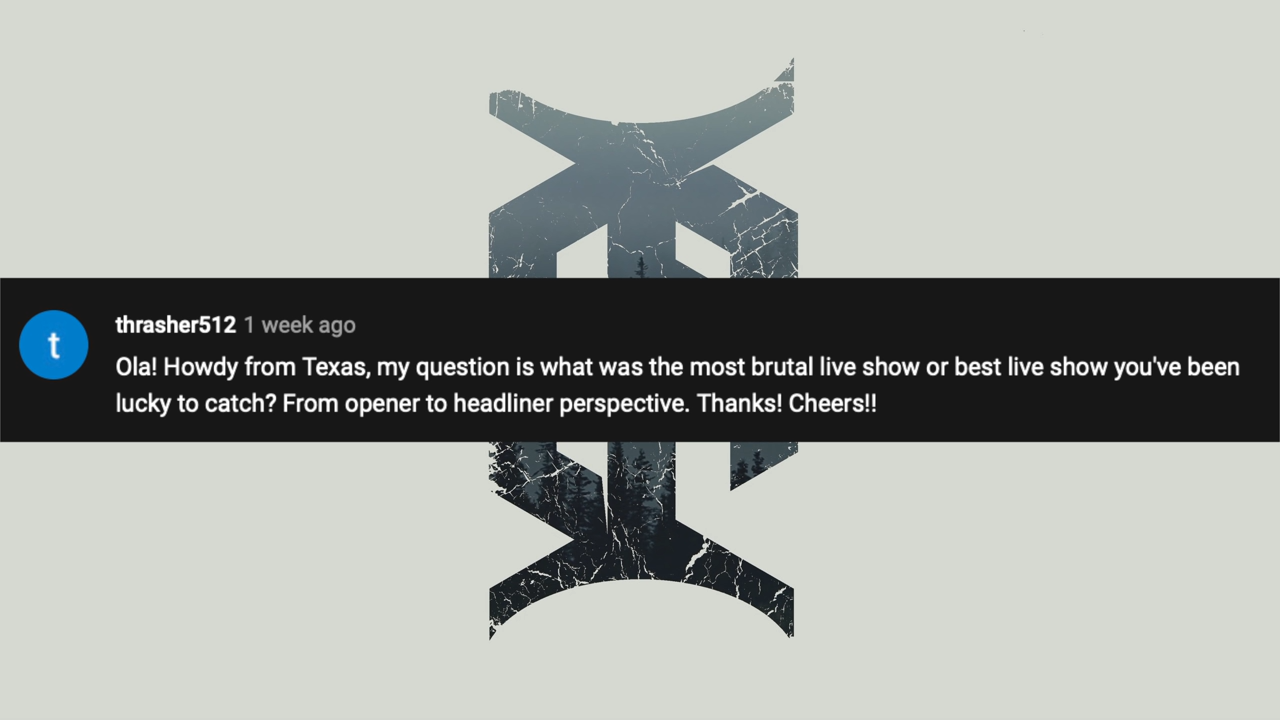 t
thrasher512 1 week ago
Ola! Howdy from Texas, my question is what was the most brutal live show or best live show you've been
lucky to catch? From opener to headliner perspective. Thanks! Cheers!!